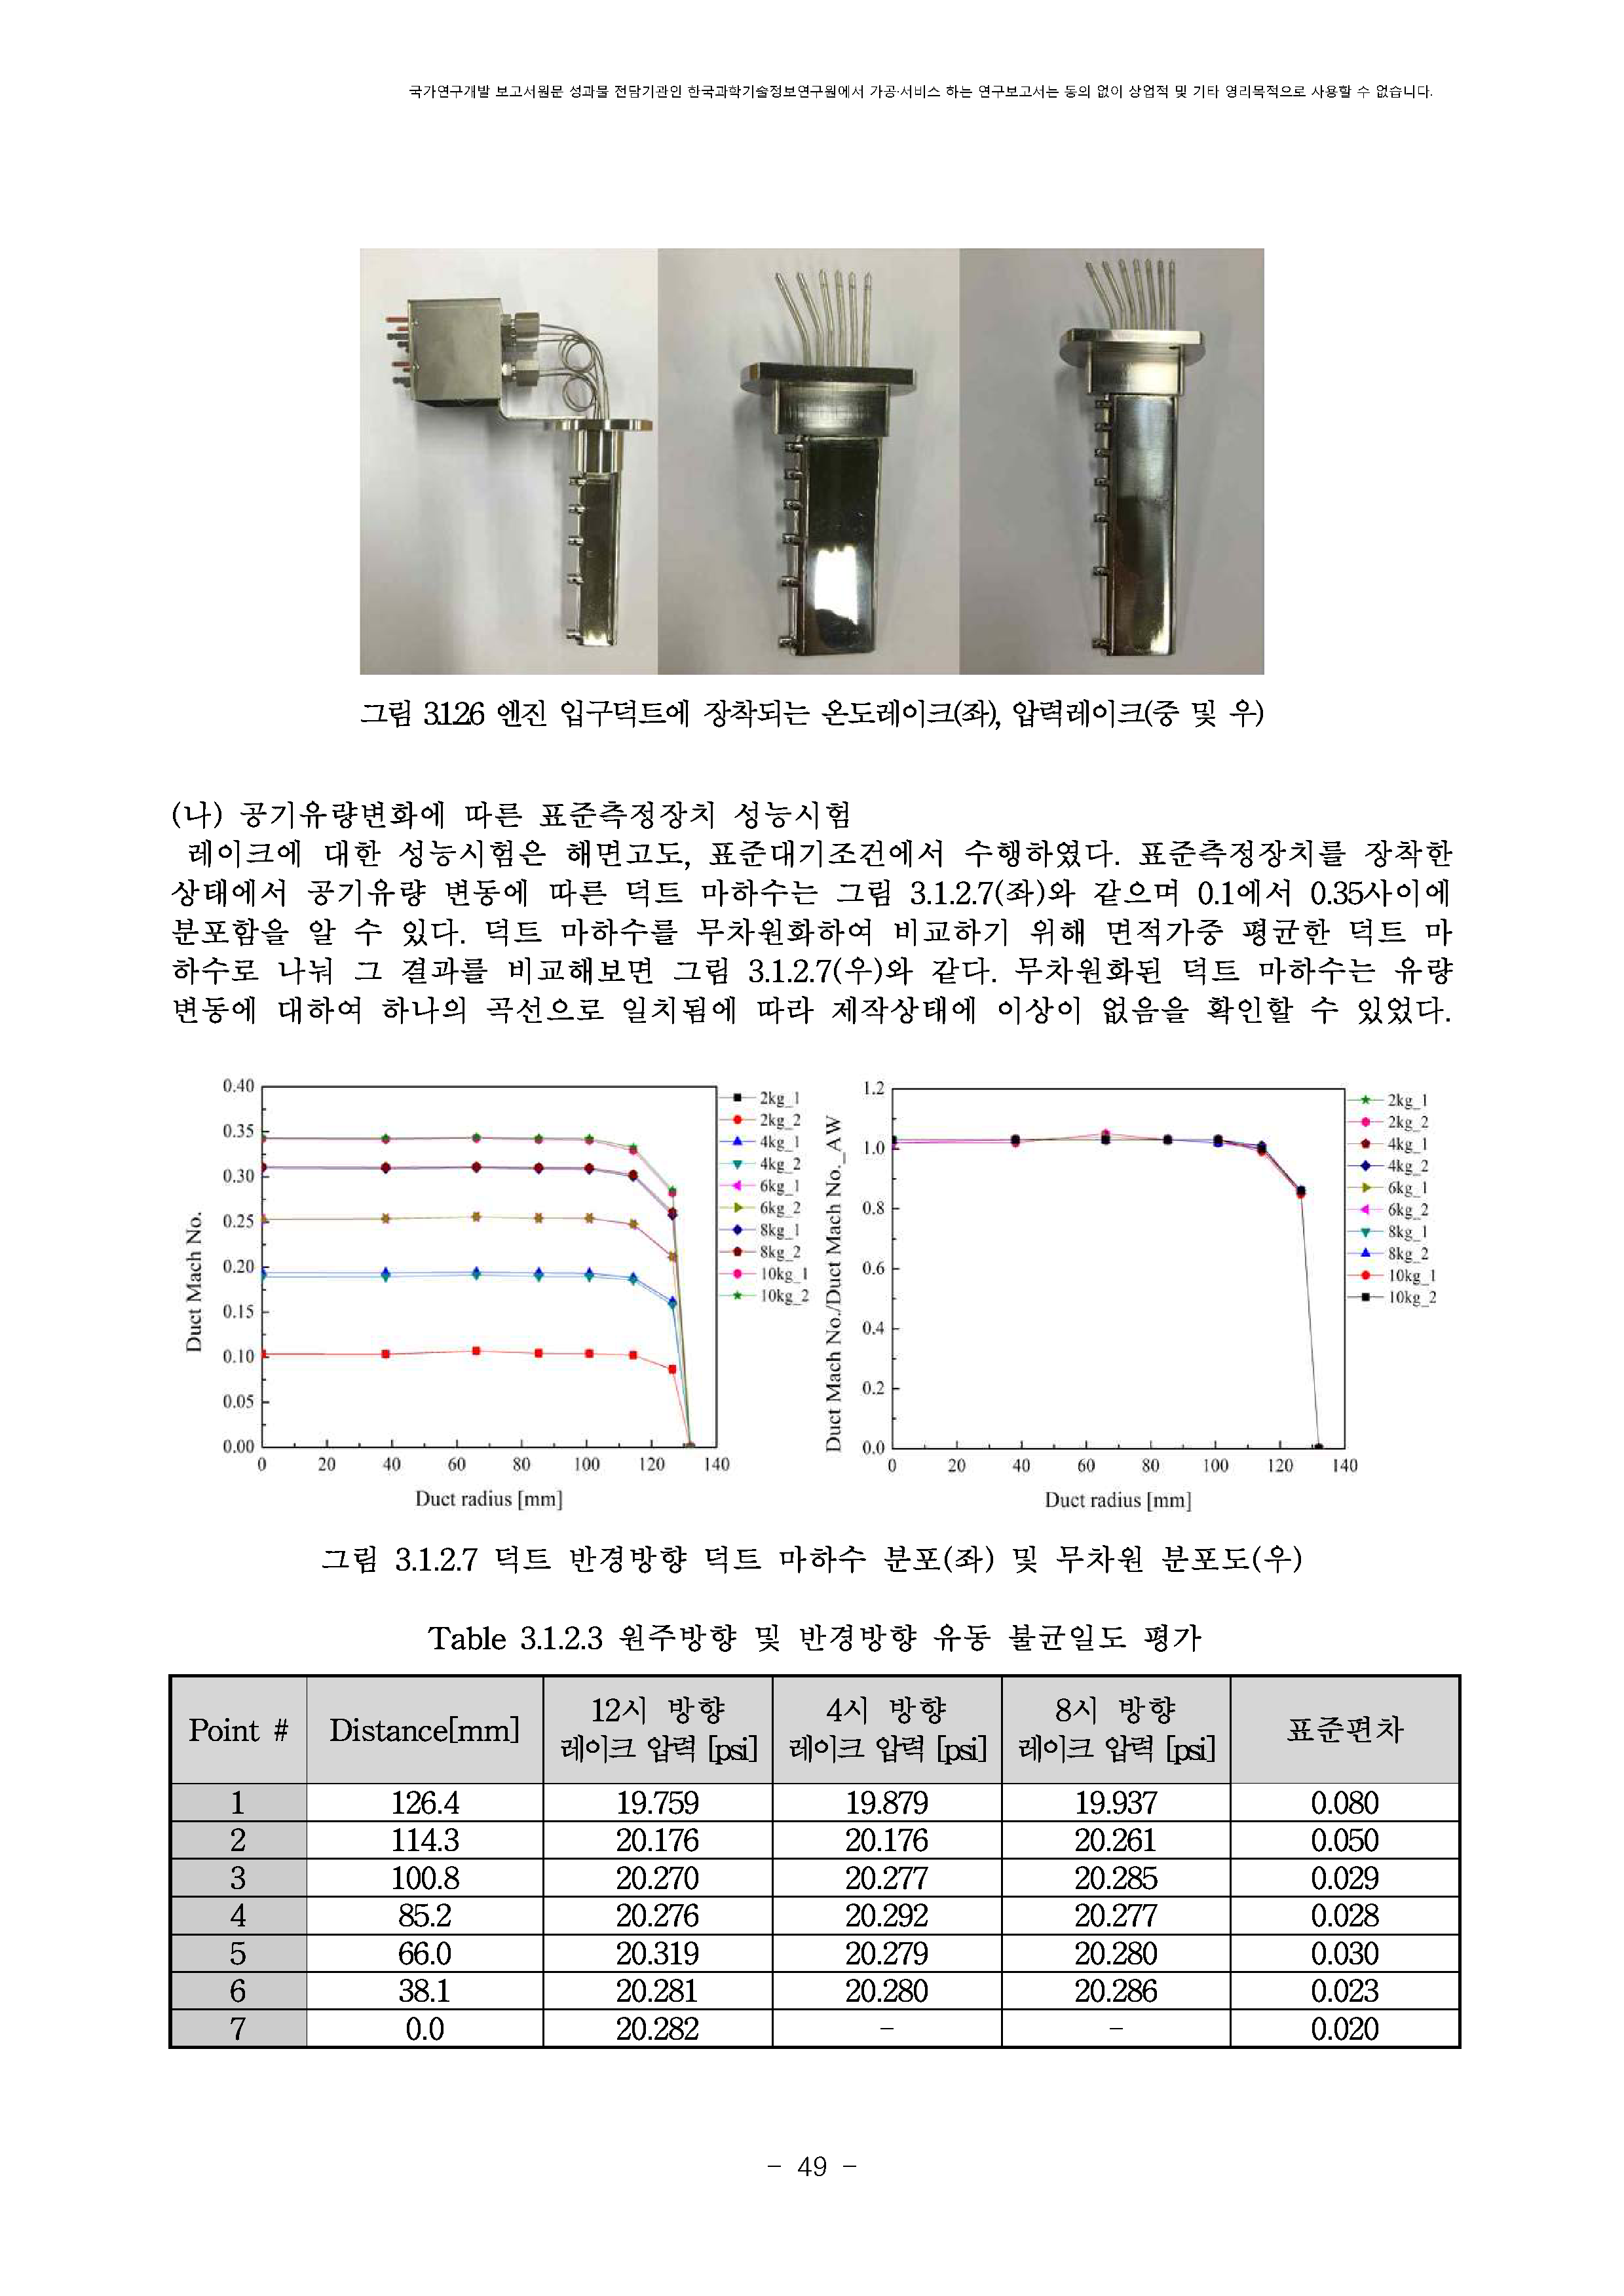 국가연구개발 보고서원문 성과물 전담기관인 한국과학기술정보연구원에서 가공·서비스 하는 연구보고서는 동의 없이 상업적 및 기타 영리목적으로 사용할 수 없습니다.
그림 3.1.2.6 엔진 입구덕트에 장착되는 온도레이크(좌), 압력레이크(중 및 우)
(나) 공기유량변화에 따른 표준측정장치 성능시험
레이크에 대한 성능시험은 해면고도, 표준대기조건에서 수행하였다. 표준측정장치를 장착한
상태에서 공기유량 변동에 따른 덕트 마하수는 그림 3.1.2.7(좌)와 같으며 0.1에서 0.35사이에
분포함을 알 수 있다. 덕트 마하수를 무차원화하여 비교하기 위해 면적가중 평균한 덕트 마
하수로 나눠 그 결과를 비교해보면 그림 3.1.2.7(우)와 같다. 무차원화된 덕트 마하수는 유량
변동에 대하여 하나의 곡선으로 일치됨에 따라 제작상태에 이상이 없음을 확인할 수 있었다.
Duct Mach No.
0.40
0.35
0.30
0.25
0.20
0.15
0.10
0.05
0.00
0 20 40 60 80 100 120 140
Duct radius [mm]
2kg_1
2kg_2
4kg_1
4kg_2
6kg_1
6kg_2
8kg_1
8kg_2
10kg_1
10kg_2
Duct Mach No./Duct Mach No._AW
1.2
1.0
0.8
0.6
0.4
0.2
0.0
0 20 40 60 80 100 120 140
Duct radius [mm]
2kg_1
2kg_2
4kg_1
4kg_2
6kg_1
6kg_2
8kg_1
8kg_2
10kg_1
10kg_2
그림 3.1.2.7 덕트 반경방향 덕트 마하수 분포(좌) 및 무차원 분포도(우)
Table 3.1.2.3 원주방향 및 반경방향 유동 불균일도 평가
Point # Distance[mm] 12시 방향 레이크 압력 [psi] 4시 방향 레이크 압력 [psi] 8시 방향 레이크 압력 [psi] 표준편차
1 126.4 19.759 19.879 19.937 0.080
2 114.3 20.176 20.176 20.261 0.050
3 100.8 20.270 20.277 20.285 0.029
4 85.2 20.276 20.292 20.277 0.028
5 66.0 20.319 20.279 20.280 0.030
6 38.1 20.281 20.280 20.286 0.023
7 0.0 20.282 - - 0.020
- 49 -